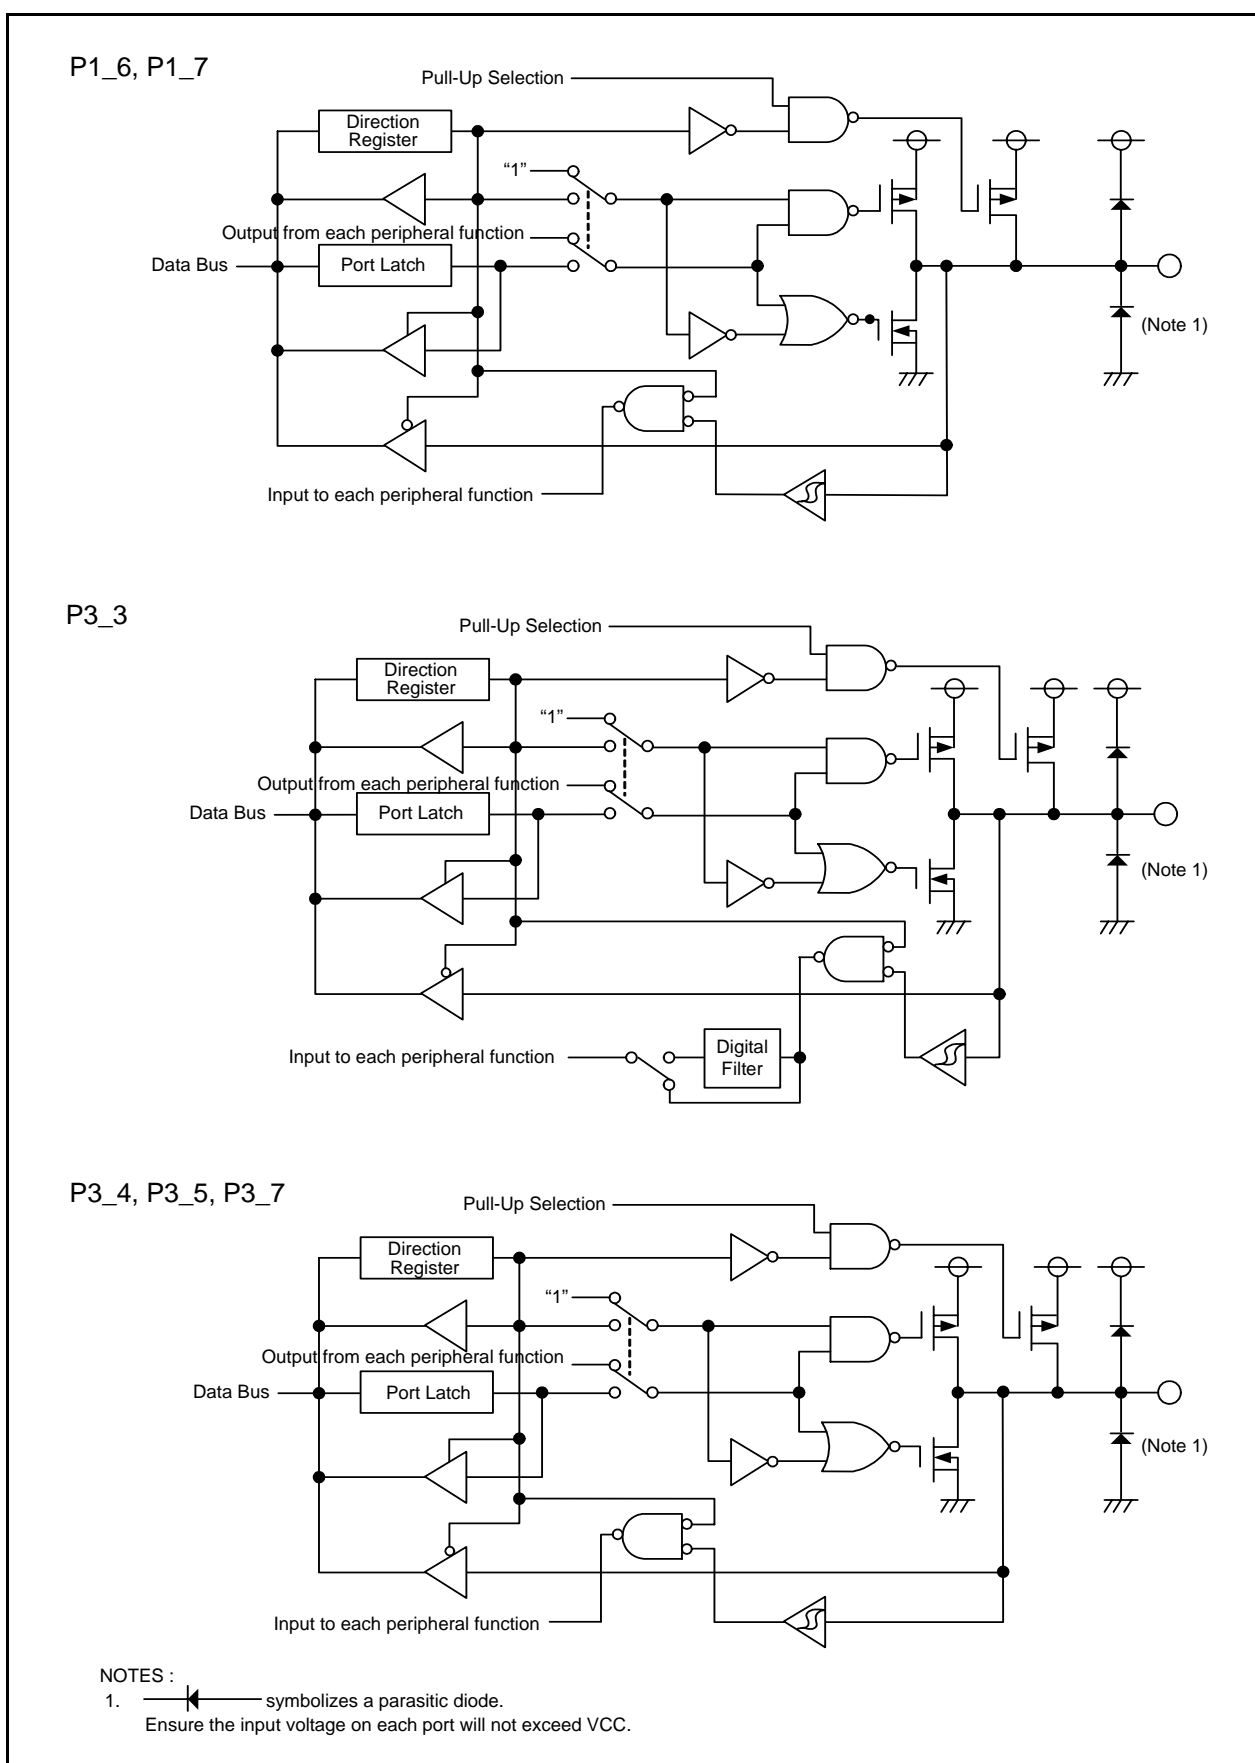 P1_6, P1_7
Pull-Up Selection
Direction
Register
“1”
Output from each peripheral function
Data Bus
Port Latch
(Note 1)
Input to each peripheral function
P3_3
Pull-Up Selection
Direction
Register
“1”
Output from each peripheral function
Data Bus
Port Latch
(Note 1)
Input to each peripheral function
Digital
Filter
P3_4, P3_5, P3_7
Pull-Up Selection
Direction
Register
“1”
Output from each peripheral function
Data Bus
Port Latch
(Note 1)
Input to each peripheral function
NOTES :
1. symbolizes a parasitic diode.
Ensure the input voltage on each port will not exceed VCC.